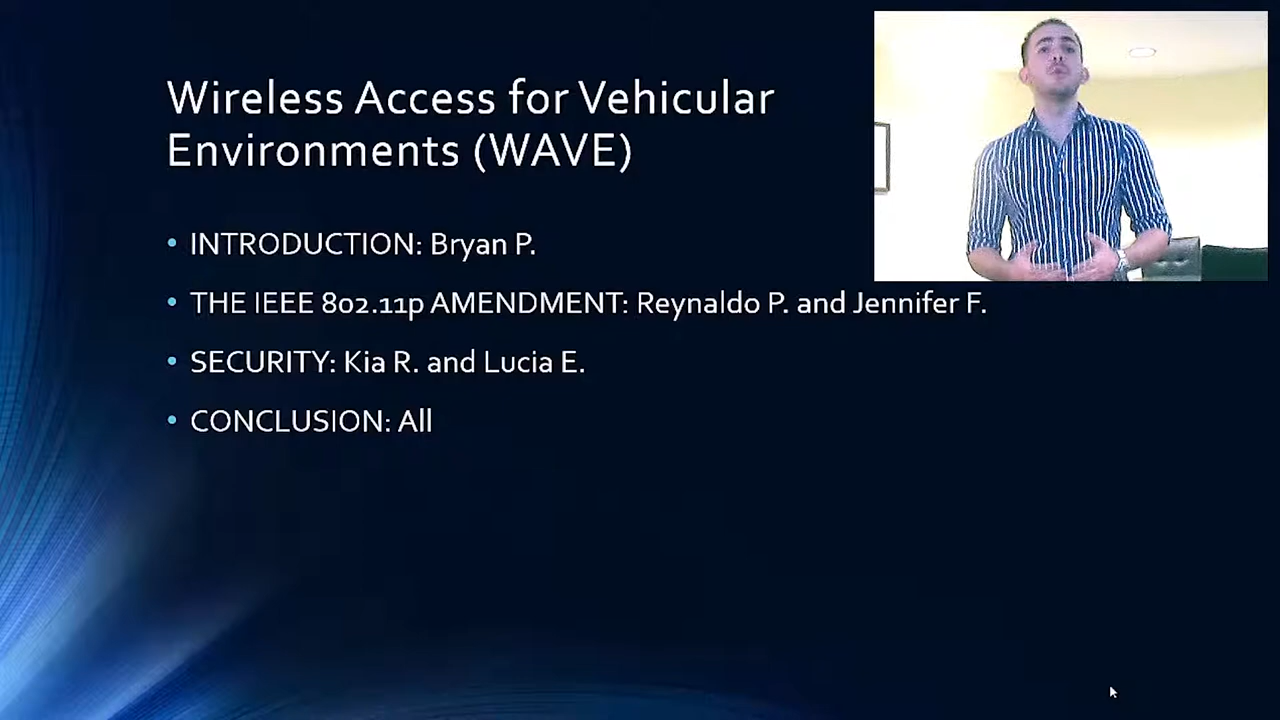 Wireless Access for Vehicular
Environments (WAVE)
• INTRODUCTION: Bryan P.
• THE IEEE 802.11p AMENDMENT: Reynaldo P. and Jennifer F.
• SECURITY: Kia R. and Lucia E.
• CONCLUSION: All